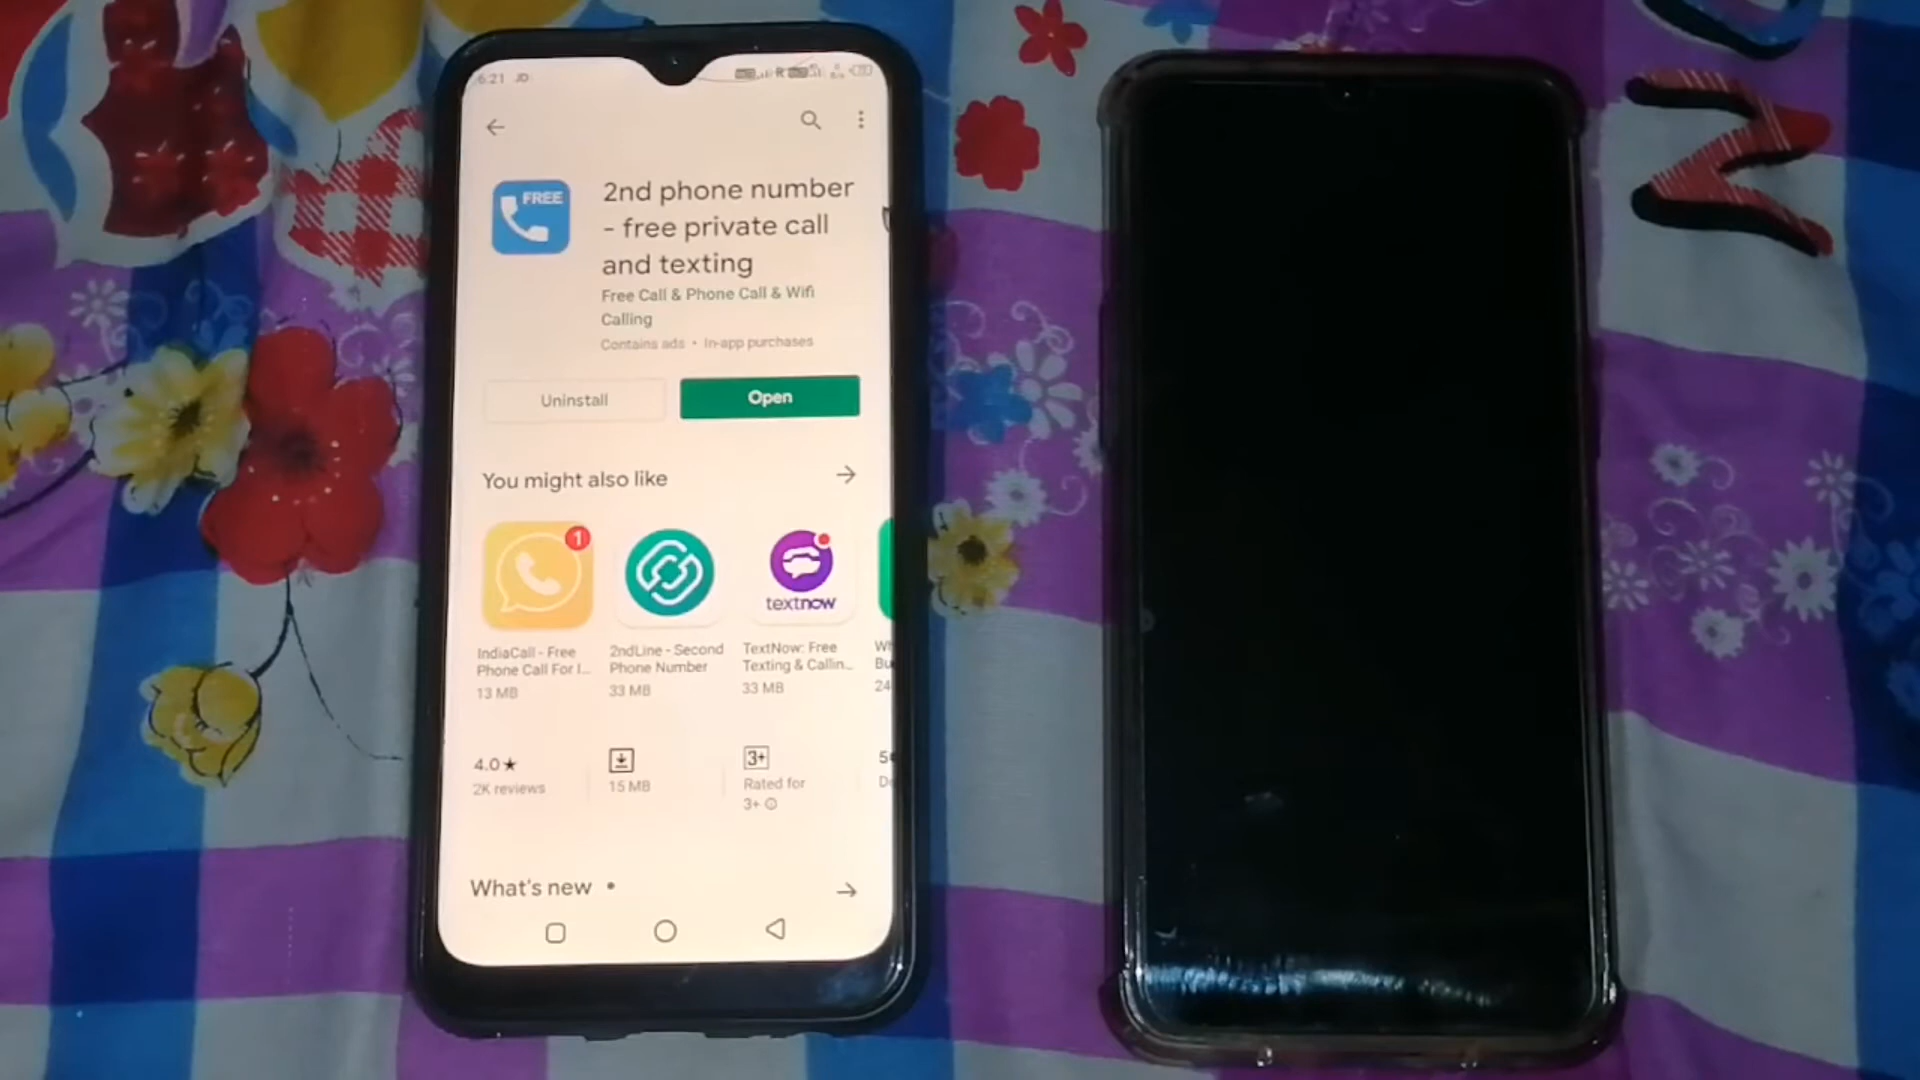 6:21 JD
FREE
2nd phone number
- free private call
and texting
Free Call & Phone Call & Wifi
Calling
Contains ads • In-app purchases
Uninstall
Open
You might also like
1
textnow
IndiaCall - Free
Phone Call For I...
13 MB
2ndLine - Second
Phone Number
33 MB
TextNow: Free
Texting & Callin...
33 MB
24
4.0★
2K reviews
15 MB
3+
Rated for
3+
What's new •